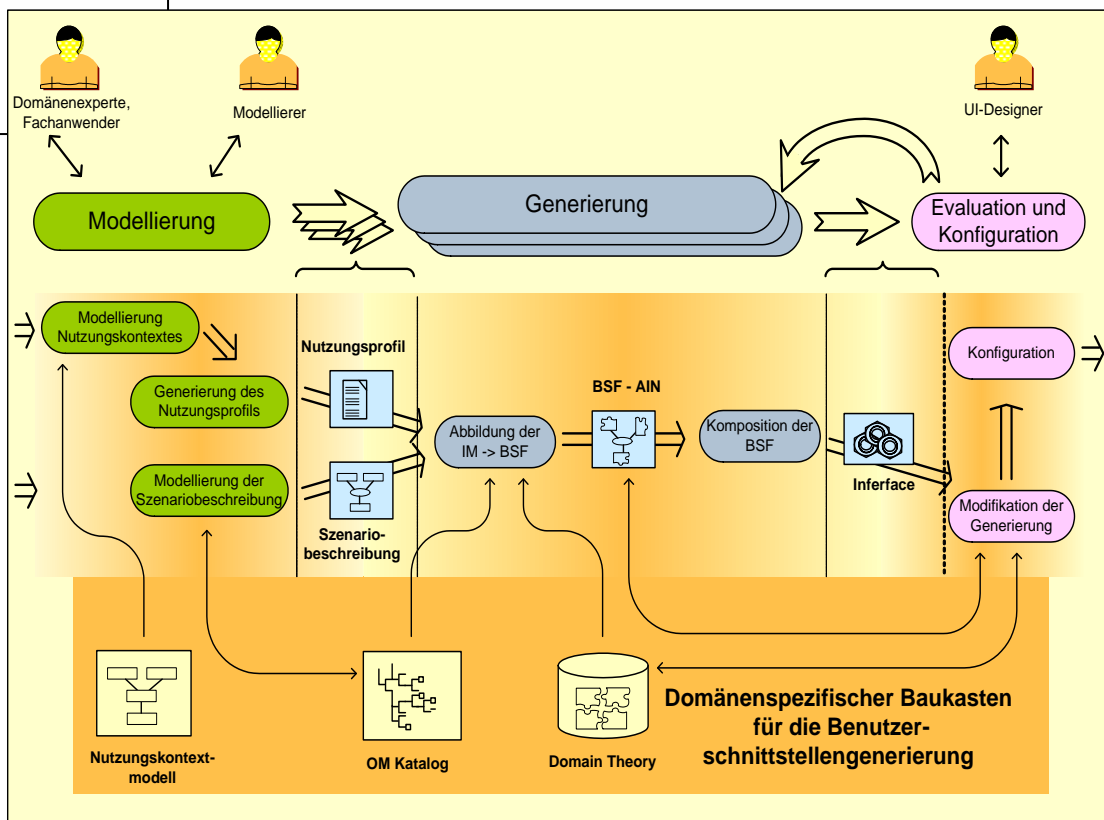 Domänenexperte,
Fachanwender
Modellierer
UI-Designer
Modellierung
Generierung
Evaluation und
Konfiguration
Modellierung
Nutzungskontextes
Generierung des
Nutzungsprofils
Modellierung der
Szenariobeschreibung
Nutzungsprofil
Szenario-
beschreibung
Abbildung der
IM -> BSF
BSF - AIN
Komposition der
BSF
Inferface
Konfiguration
Modifikation der
Generierung
Nutzungskontext-
modell
OM Katalog
Domain Theory
Domänenspezifischer Baukasten
für die Benutzer-
schnittstellengenerierung